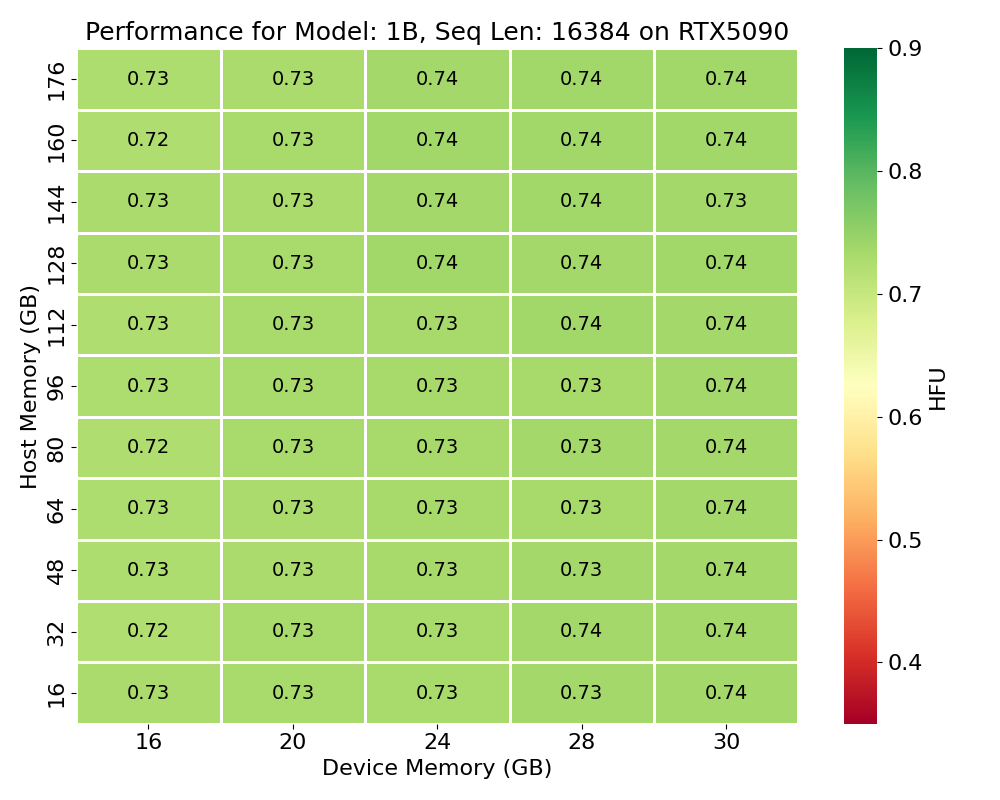 Performance for Model: 1B, Seq Len: 16384 on RTX5090
176 0.73 0.73 0.74 0.74 0.74
160 0.72 0.73 0.74 0.74 0.74
144 0.73 0.73 0.74 0.74 0.73
128 0.73 0.73 0.74 0.74 0.74
112 0.73 0.73 0.73 0.74 0.74
96 0.73 0.73 0.73 0.73 0.74
80 0.72 0.73 0.73 0.73 0.74
64 0.73 0.73 0.73 0.73 0.74
48 0.73 0.73 0.73 0.73 0.74
32 0.72 0.73 0.73 0.74 0.74
16 0.73 0.73 0.73 0.73 0.74
16 20 24 28 30
Device Memory (GB)
Host Memory (GB)
0.9
0.8
0.7
0.6
0.5
0.4
HFU